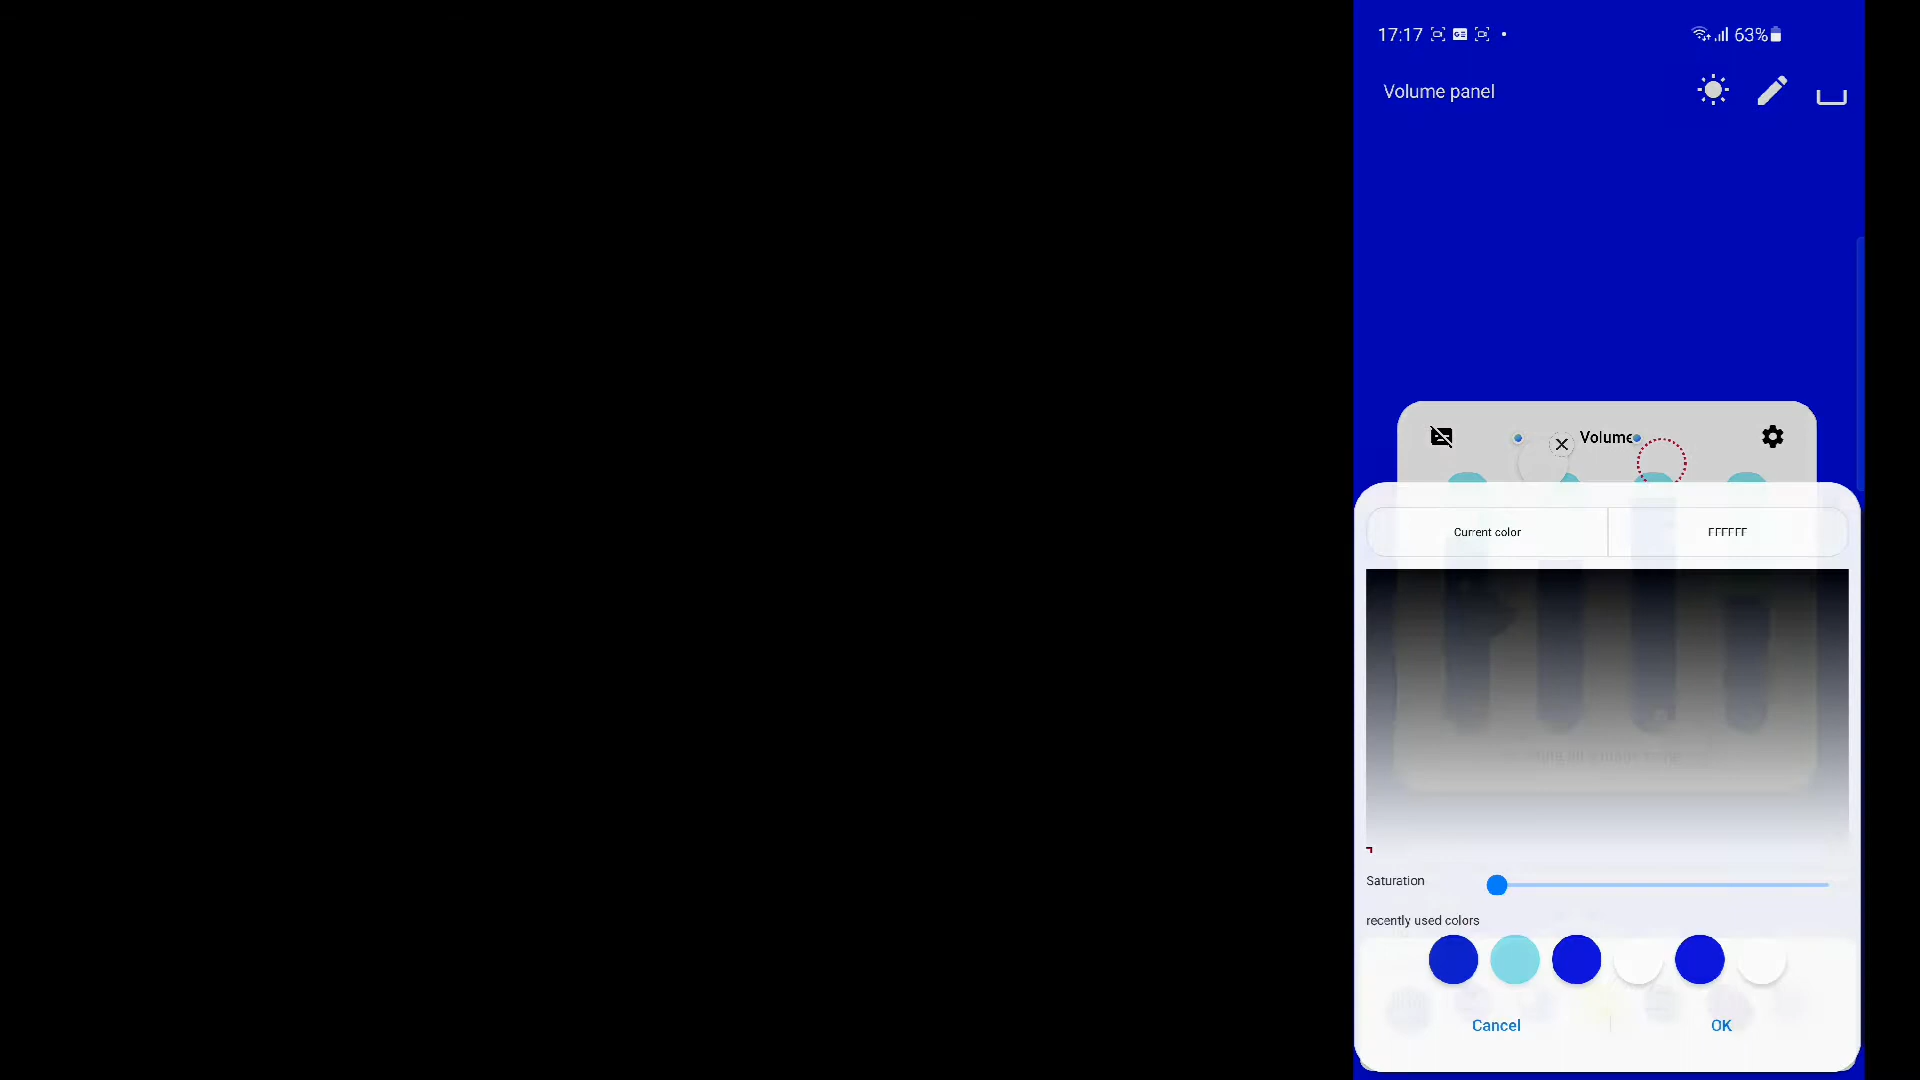 17:17 63%
Volume panel
Volume
Current color FFFFFF
Saturation
recently used colors
Cancel OK